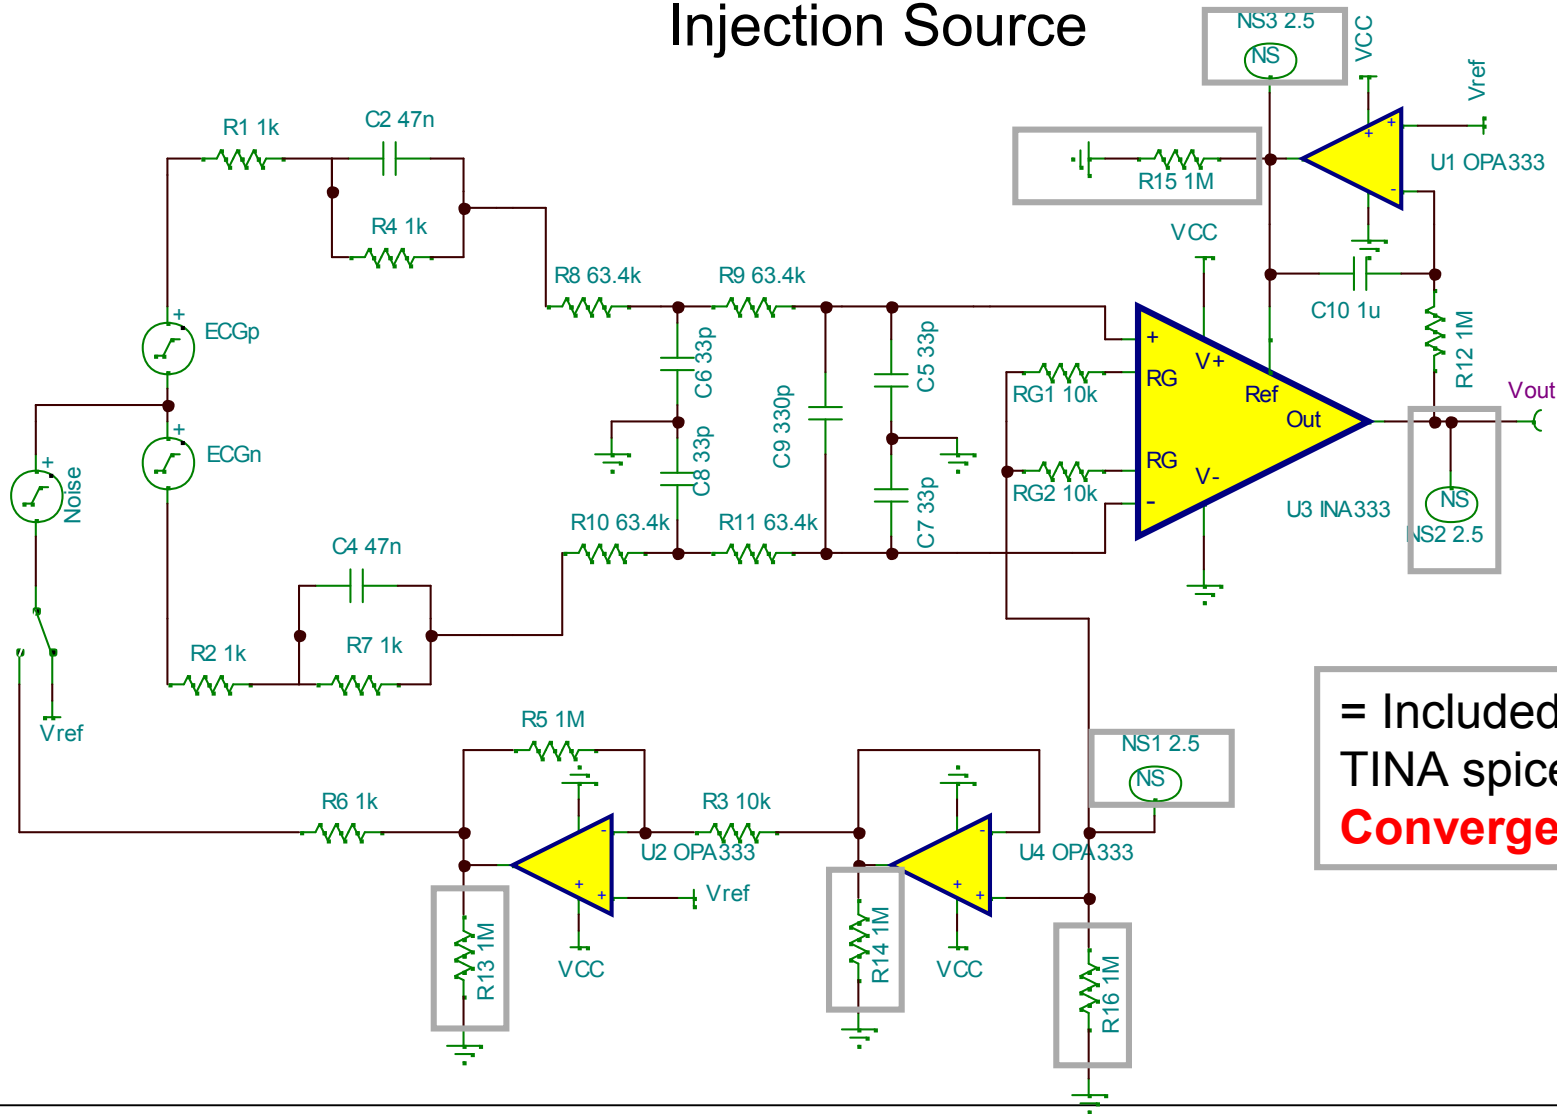 Injection Source
NS3 2.5
NS
VCC
Vref
+
+
-
U1 OPA333
R15 1M
C10 1u
R12 1M
R1 1k
C2 47n
R4 1k
+
ECGp
+
ECGn
+
Noise
Vref
R2 1k
C4 47n
R7 1k
R8 63.4k
R9 63.4k
C6 33p
C8 33p
C9 330p
C5 33p
C7 33p
R10 63.4k
R11 63.4k
VCC
RG1 10k
RG2 10k
+
RG
V+
Ref
Out
RG
V-
-
U3 INA333
Vout
NS
NS2 2.5
= Included
TINA spice
Converge
NS1 2.5
NS
R5 1M
R6 1k
R3 10k
-
+
+
U2 OPA333
Vref
VCC
R13 1M
-
+
+
U4 OPA333
VCC
R14 1M
R16 1M